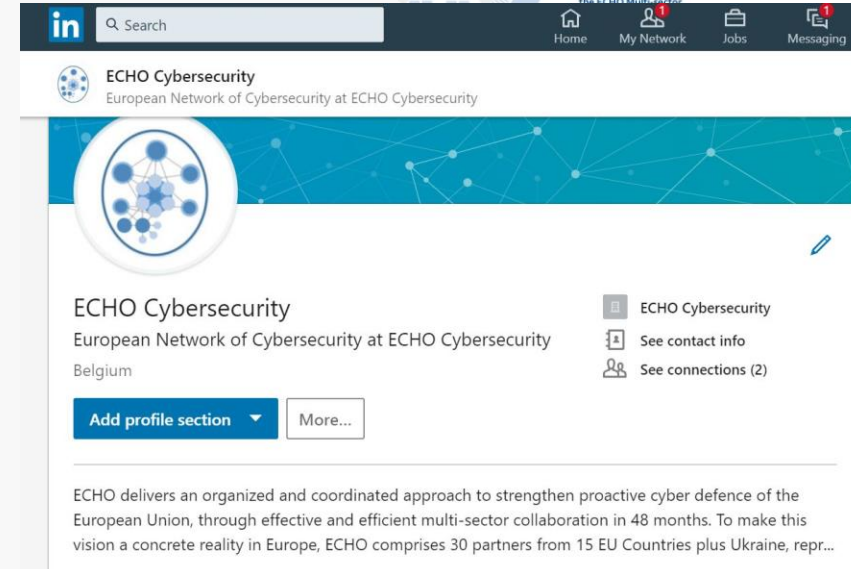 the ECHO Multi-sector
in
Search
Home
1
My Network
Jobs
1
Messaging
ECHO Cybersecurity
European Network of Cybersecurity at ECHO Cybersecurity
ECHO Cybersecurity
European Network of Cybersecurity at ECHO Cybersecurity
Belgium
ECHO Cybersecurity
See contact info
See connections (2)
Add profile section
More...
ECHO delivers an organized and coordinated approach to strengthen proactive cyber defence of the
European Union, through effective and efficient multi-sector collaboration in 48 months. To make this
vision a concrete reality in Europe, ECHO comprises 30 partners from 15 EU Countries plus Ukraine, repr...